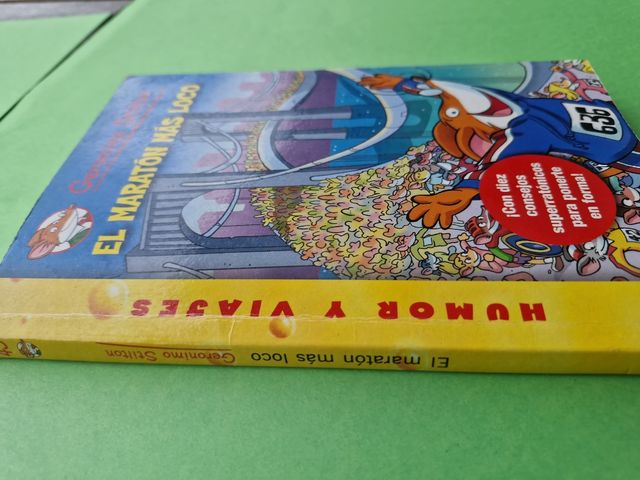 Geronimo Stilton
EL MARATÓN MÁS LOCO
636
¡Con diez
consejos
superratónicos
para ponerte
en forma!
HUMOR Y VIAJES
Geronimo Stilton
El maratón más loco